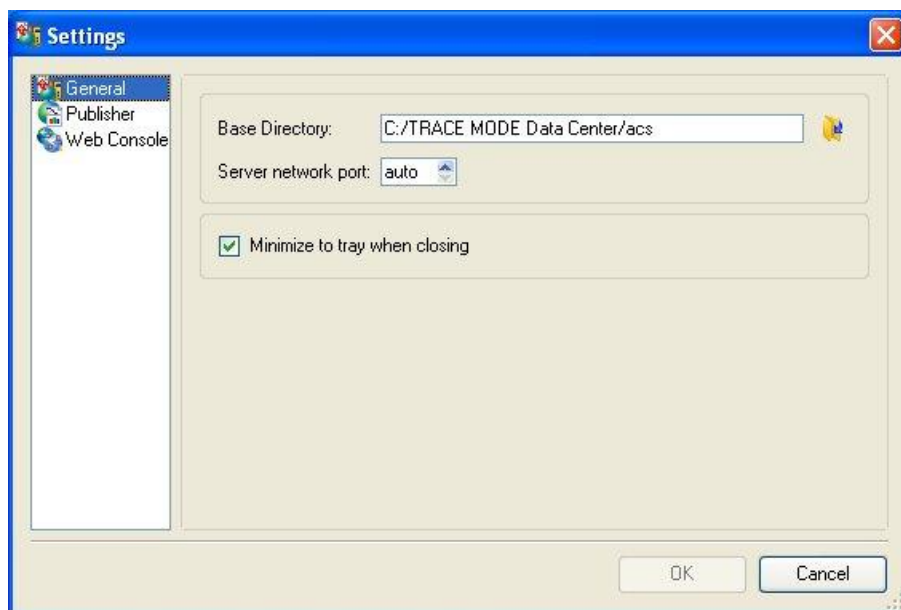 Settings
General
Publisher
Web Console
Base Directory: C:/TRACE MODE Data Center/acs
Server network port: auto
Minimize to tray when closing
OK Cancel